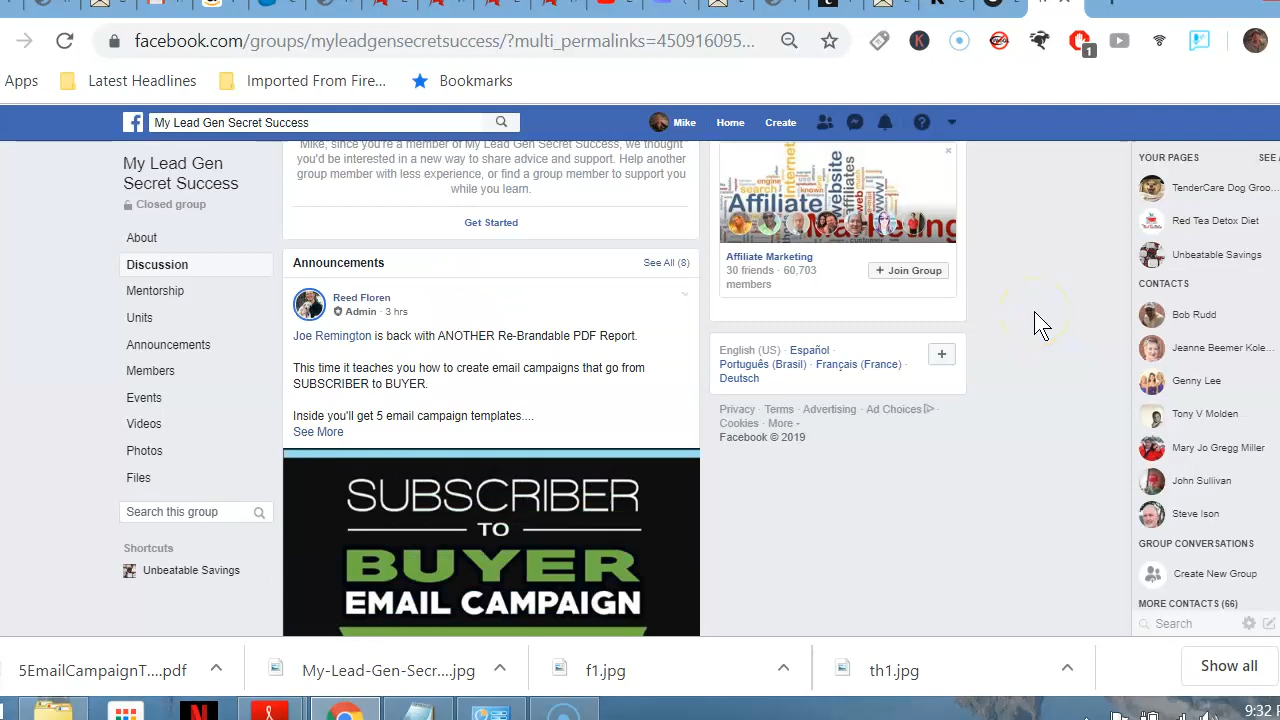 facebook.com/groups/myleadgensecretsuccess/?multi_permalinks=450916095...
1
Apps
Latest Headlines
Imported From Fire...
Bookmarks
My Lead Gen Secret Success
Mike
Home
Create
My Lead Gen
Secret Success
Closed group
About
Discussion
Mentorship
Units
Announcements
Members
Events
Videos
Photos
Files
Search this group
Shortcuts
Unbeatable Savings
Mike, since you're a member of My Lead Gen Secret Success, we thought
you'd be interested in a new way to share advice and support. Help another
group member with less experience, or find a group member to support you
while you learn.
Get Started
Announcements
See All (8)
Reed Floren
Admin · 3 hrs
Joe Remington is back with ANOTHER Re-Brandable PDF Report.
This time it teaches you how to create email campaigns that go from
SUBSCRIBER to BUYER.
Inside you'll get 5 email campaign templates....
See More
SUBSCRIBER
TO
BUYER
EMAIL CAMPAIGN
internet
website
affiliates
www
engine
search
Affiliate
Marketing
customer
Affiliate Marketing
30 friends · 60,703
members
+ Join Group
English (US) · Español ·
Português (Brasil) · Français (France) ·
Deutsch
+
Privacy · Terms · Advertising · Ad Choices ·
Cookies · More
Facebook © 2019
YOUR PAGES
SEE
TenderCare Dog Groo...
Red Tea Detox Diet
Unbeatable Savings
CONTACTS
Bob Rudd
Jeanne Beemer Kole...
Genny Lee
Tony V Molden
Mary Jo Gregg Miller
John Sullivan
Steve Ison
GROUP CONVERSATIONS
Create New Group
MORE CONTACTS (66)
Search
5EmailCampaignT....pdf
My-Lead-Gen-Secr....jpg
f1.jpg
th1.jpg
Show all
9:32